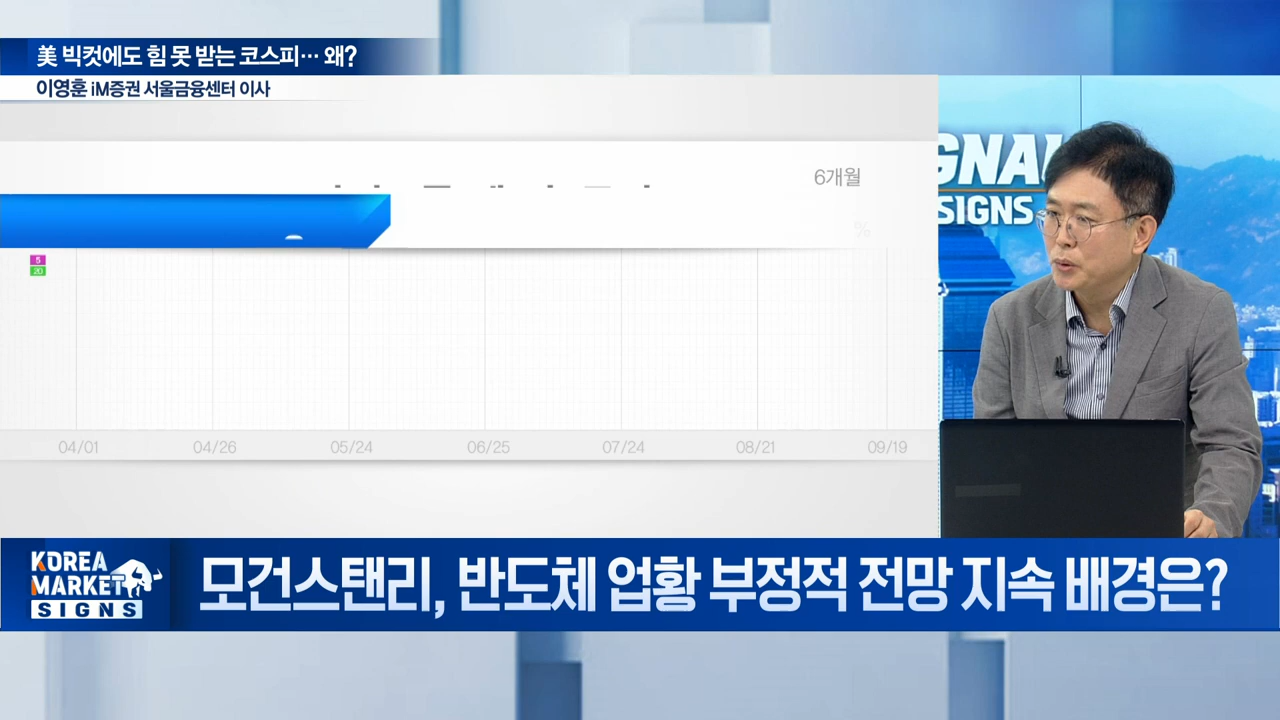 美 빅컷에도 힘 못 받는 코스피… 왜?
이영훈 iM증권 서울금융센터 이사
6개월
%
5
20
04/01 04/26 05/24 06/25 07/24 08/21 09/19
GNAL
SIGNS
KOREA
MARKET
SIGNS
모건스탠리, 반도체 업황 부정적 전망 지속 배경은?